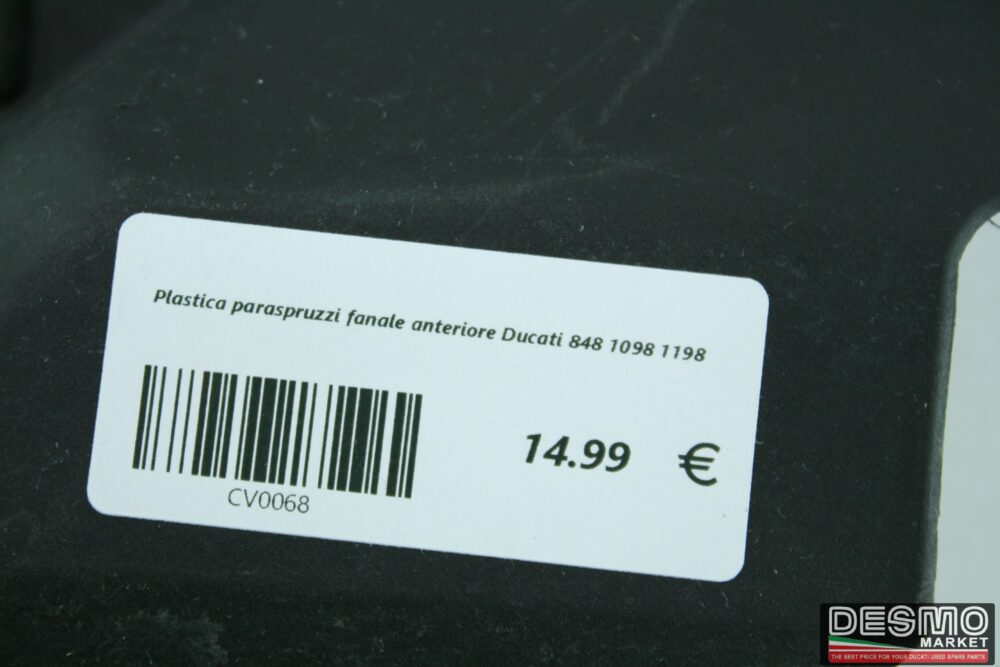 Plastica paraspruzzi fanale anteriore Ducati 848 1098 1198
14.99 €
CV0068
DESMO
MARKET
THE BEST PRICE FOR YOUR DUCATI USED SPARE PARTS